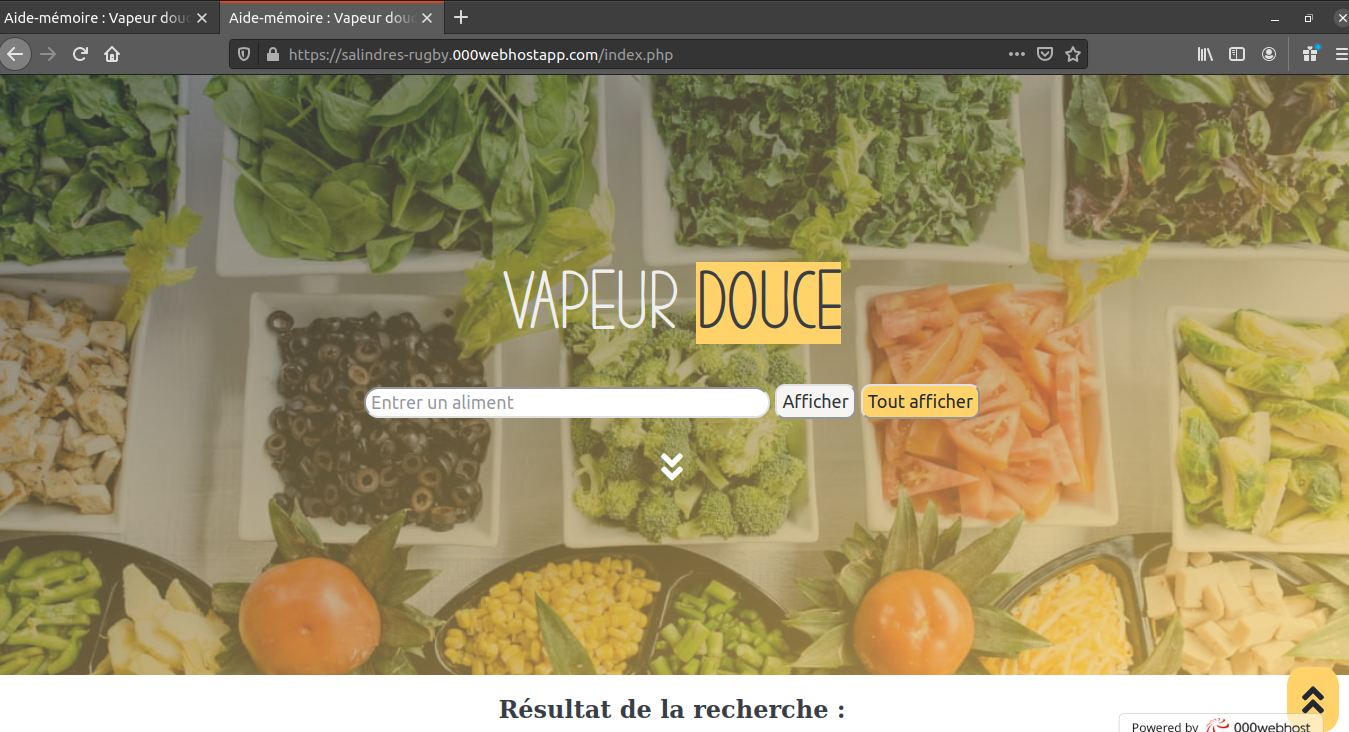 Aide-mémoire : Vapeur douc
Aide-mémoire : Vapeur douc
https://salindres-rugby.000webhostapp.com/index.php
VAPEUR DOUCE
Entrer un aliment Afficher Tout afficher
Résultat de la recherche :
Powered by 000webhost